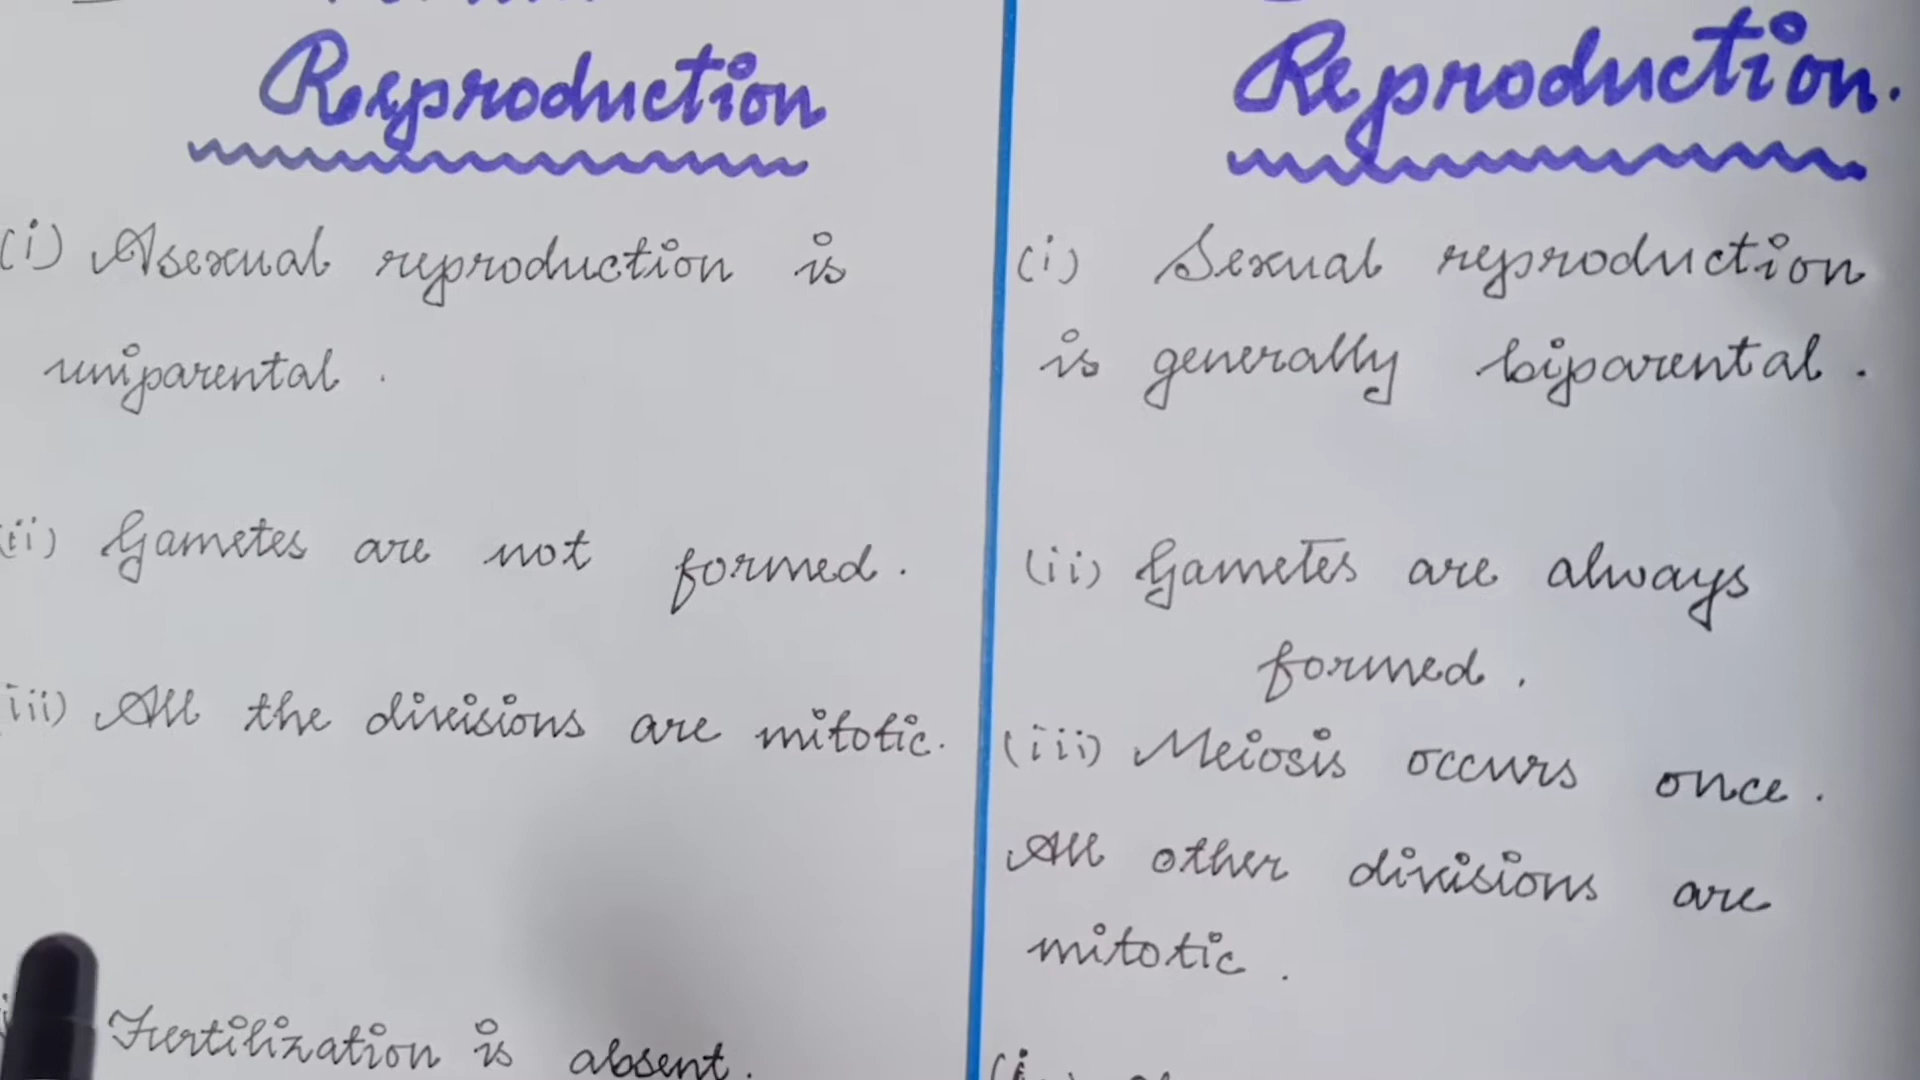 Reproduction
(i) Asexual reproduction is
uniparental.
(ii) Gametes are not formed.
(iii) All the divisions are mitotic.
Fertilization is absent.
Reproduction.
(i) Sexual reproduction
is generally biparental.
(ii) Gametes are always
formed.
(iii) Meiosis occurs once.
All other divisions are
mitotic.